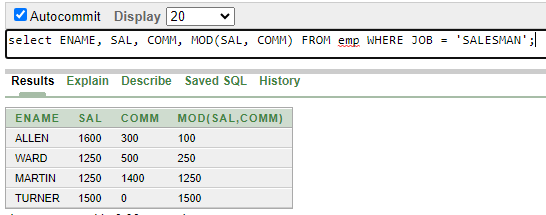 Autocommit Display 20
select ENAME, SAL, COMM, MOD(SAL, COMM) FROM emp WHERE JOB = 'SALESMAN';
Results Explain Describe Saved SQL History
ENAME SAL COMM MOD(SAL,COMM)
ALLEN 1600 300 100
WARD 1250 500 250
MARTIN 1250 1400 1250
TURNER 1500 0 1500